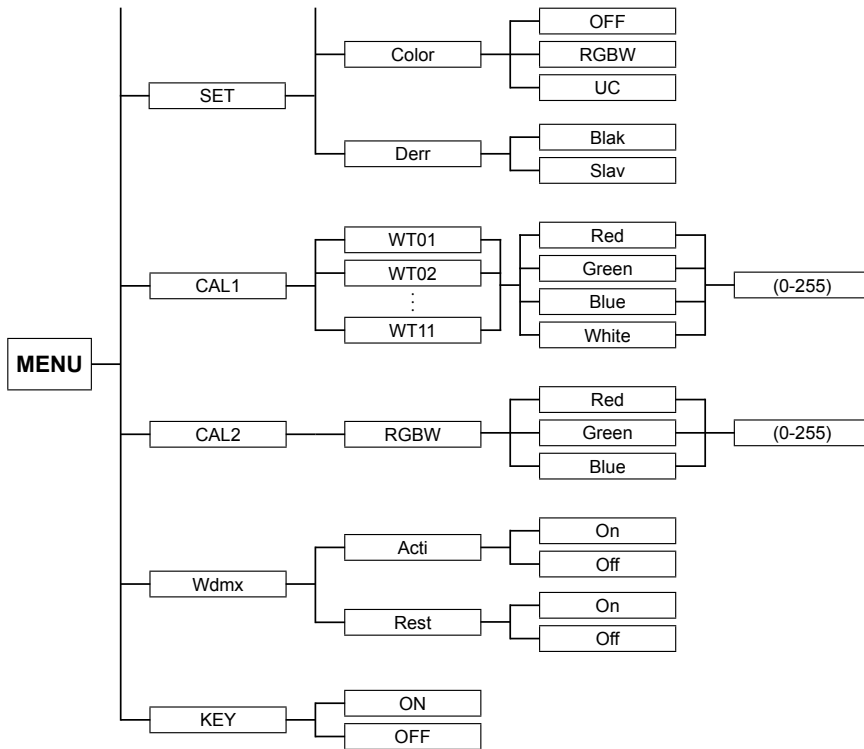 MENU
SET
Color
OFF
RGBW
UC
Derr
Blak
Slav
CAL1
WT01
WT02
⋮
WT11
Red
Green
Blue
White
(0-255)
CAL2
RGBW
Red
Green
Blue
(0-255)
Wdmx
Acti
On
Off
Rest
On
Off
KEY
ON
OFF